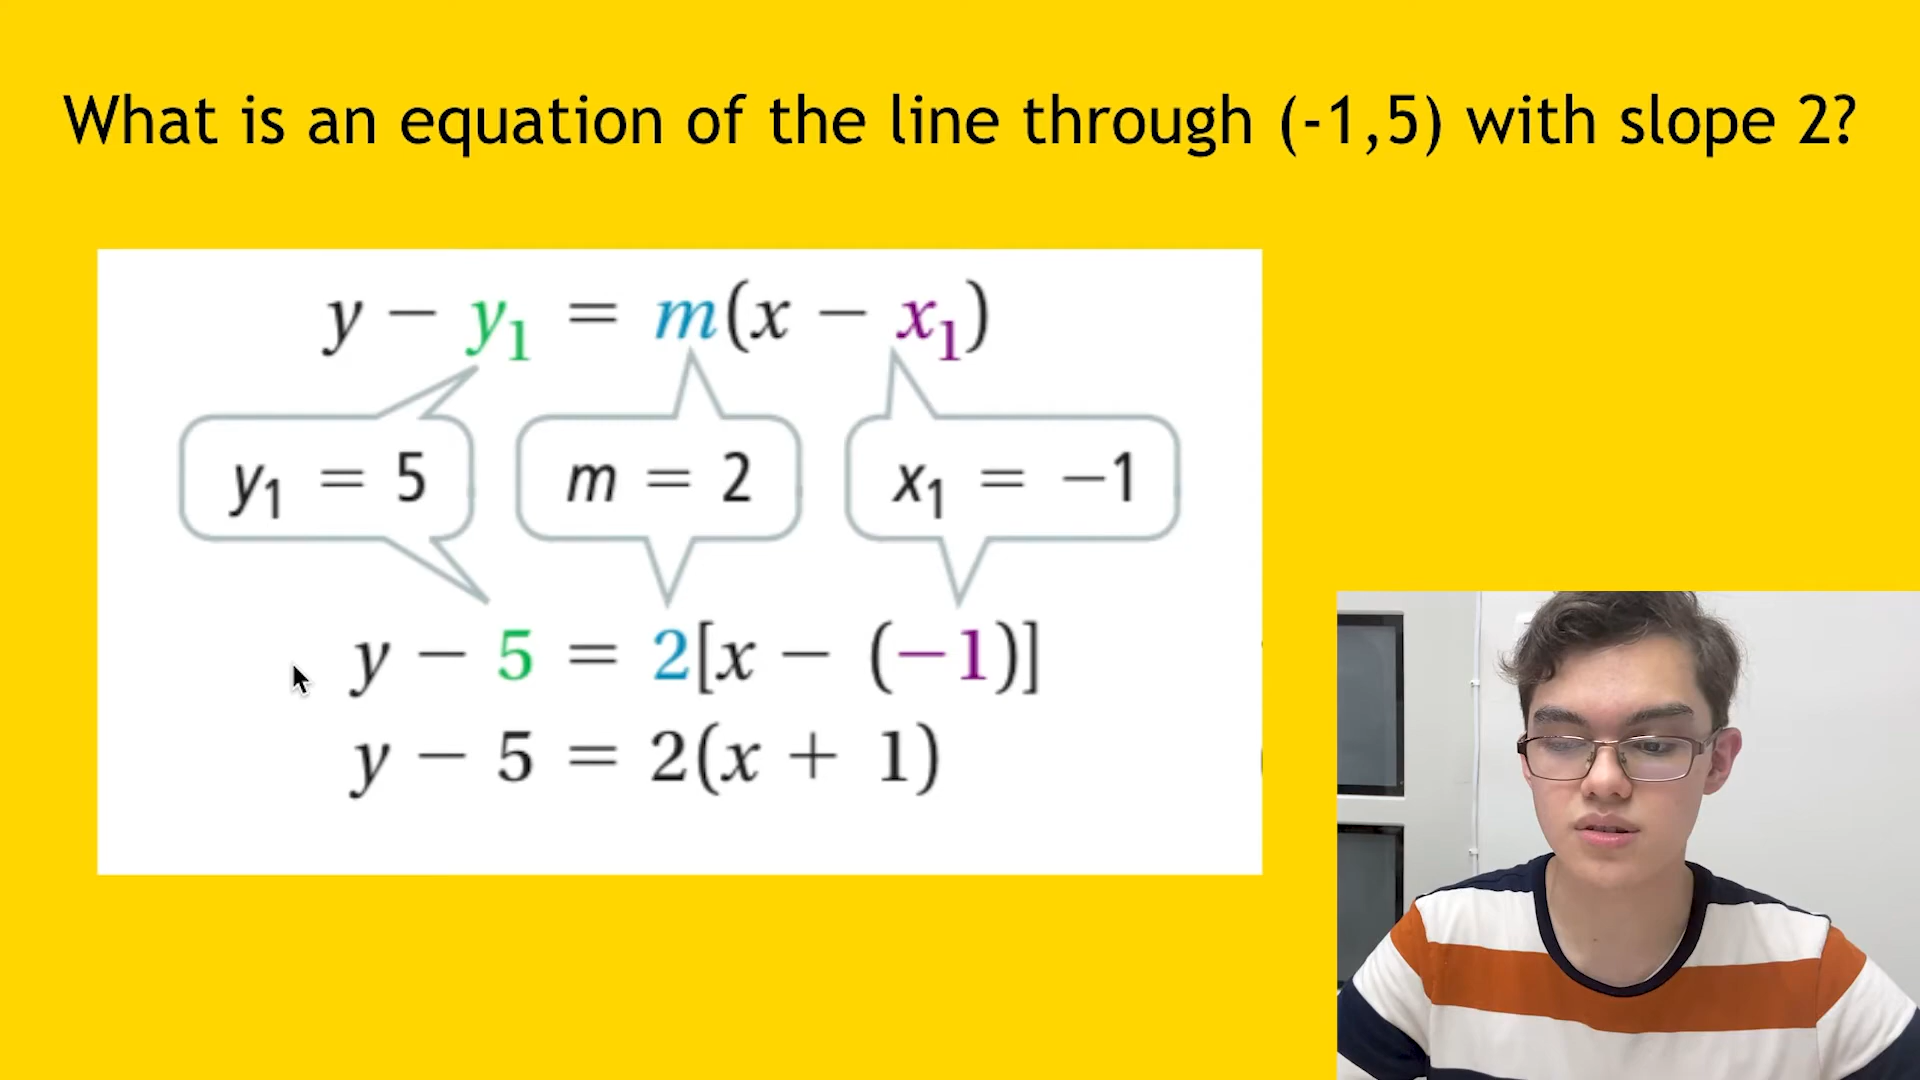 What is an equation of the line through (-1,5) with slope 2?
y − y₁ = m(x − x₁)
y₁ = 5 m = 2 x₁ = −1
y − 5 = 2[x − (−1)]
y − 5 = 2(x + 1)